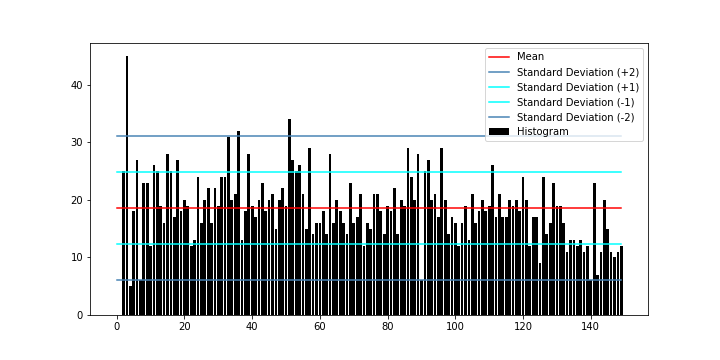 Mean
Standard Deviation (+2)
Standard Deviation (+1)
Standard Deviation (-1)
Standard Deviation (-2)
Histogram
40
30
20
10
0
0 20 40 60 80 100 120 140